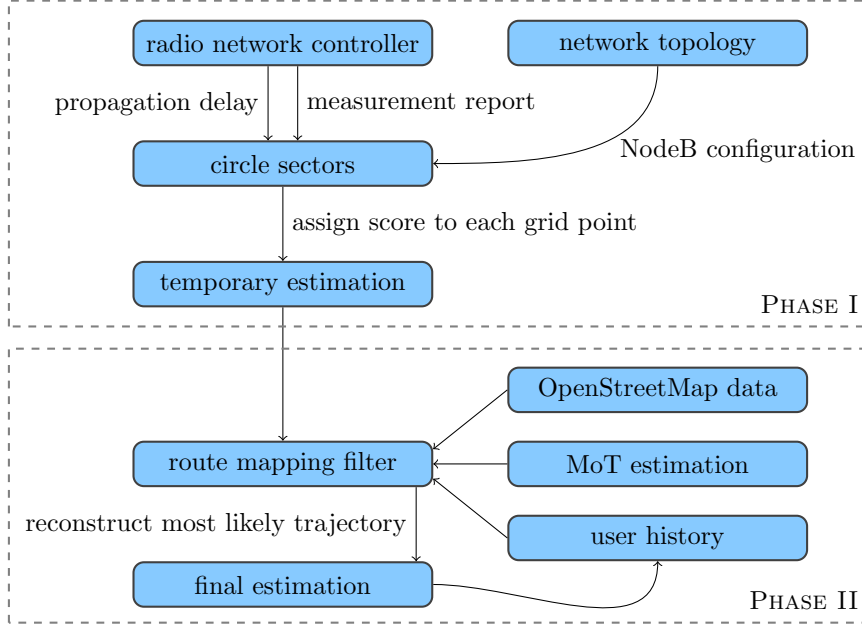 radio network controller
network topology
propagation delay
measurement report
NodeB configuration
circle sectors
assign score to each grid point
temporary estimation
PHASE I
OpenStreetMap data
route mapping filter
MoT estimation
reconstruct most likely trajectory
user history
final estimation
PHASE II